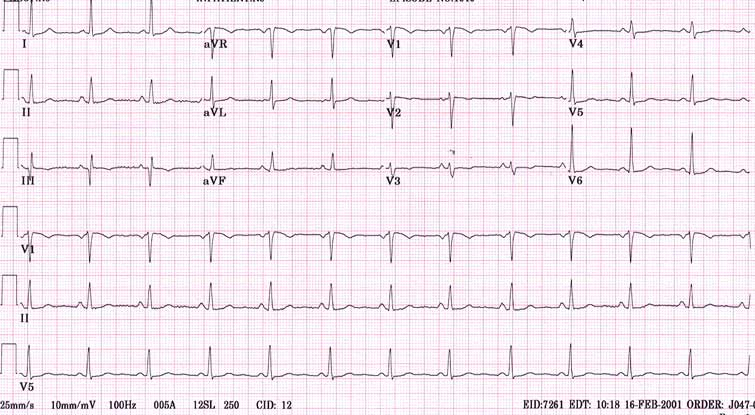 I aVR V1 V4
II aVL V2 V5
III aVF V3 V6
V1
II
V5
25mm/s 10mm/mV 100Hz 005A 12SL 250 CID: 12 EID:7261 EDT: 10:18 16-FEB-2001 ORDER: J047-